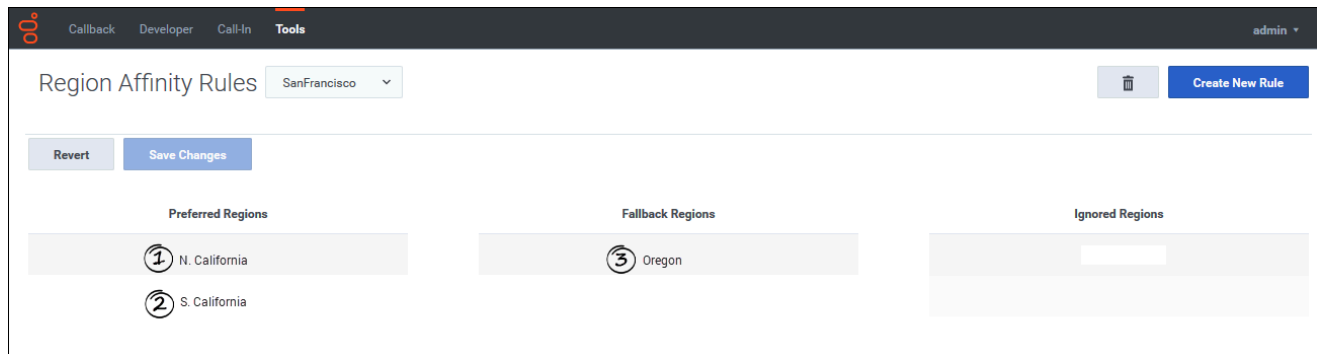 Callback Developer Call-In Tools admin
Region Affinity Rules SanFrancisco Create New Rule
Revert Save Changes
Preferred Regions Fallback Regions Ignored Regions
1 N. California 3 Oregon
2 S. California